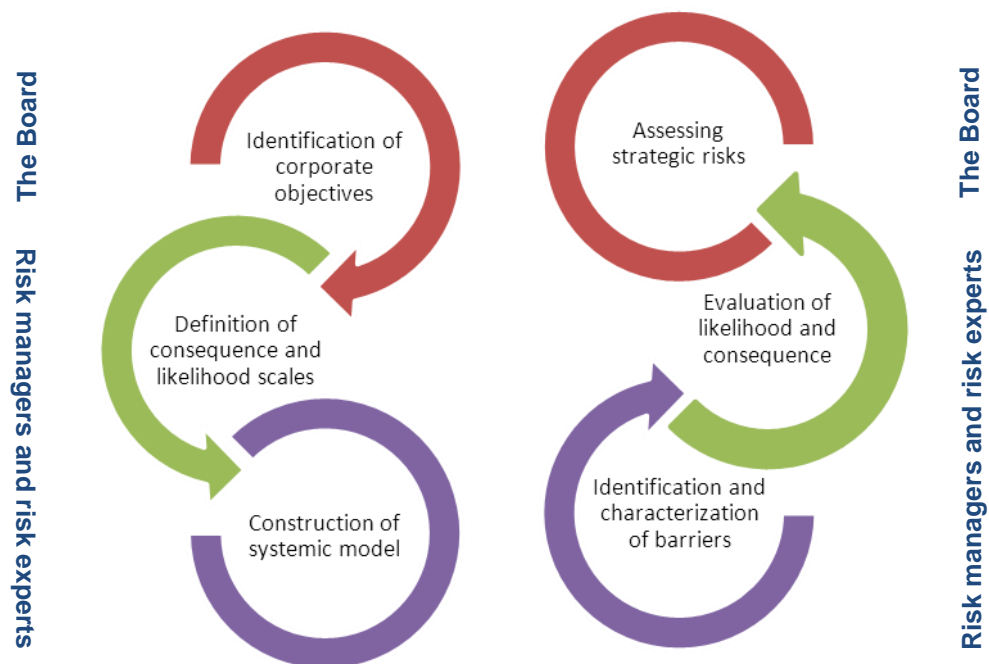 The Board
Risk managers and risk experts
Identification of
corporate
objectives
Definition of
consequence and
likelihood scales
Construction of
systemic model
Assessing
strategic risks
Evaluation of
likelihood and
consequence
Identification and
characterization
of barriers
The Board
Risk managers and risk experts